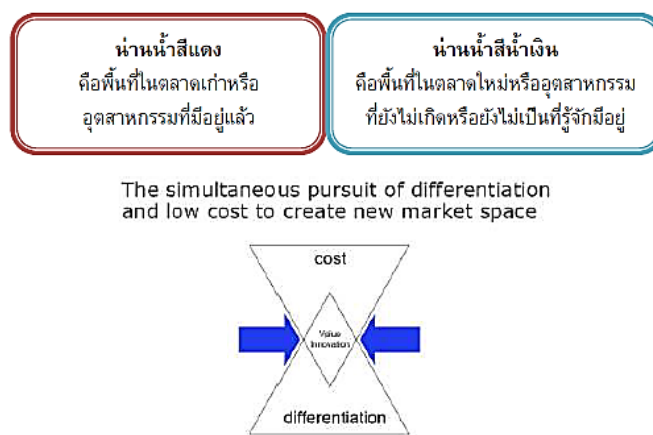 น่านน้ำสีแดง
คือพื้นที่ในตลาดเก่าหรือ
อุตสาหกรรมที่มีอยู่แล้ว
น่านน้ำสีน้ำเงิน
คือพื้นที่ในตลาดใหม่หรืออุตสาหกรรม
ที่ยังไม่เกิดหรือยังไม่เป็นที่รู้จักมีอยู่
The simultaneous pursuit of differentiation
and low cost to create new market space
cost
Value
Innovation
differentiation